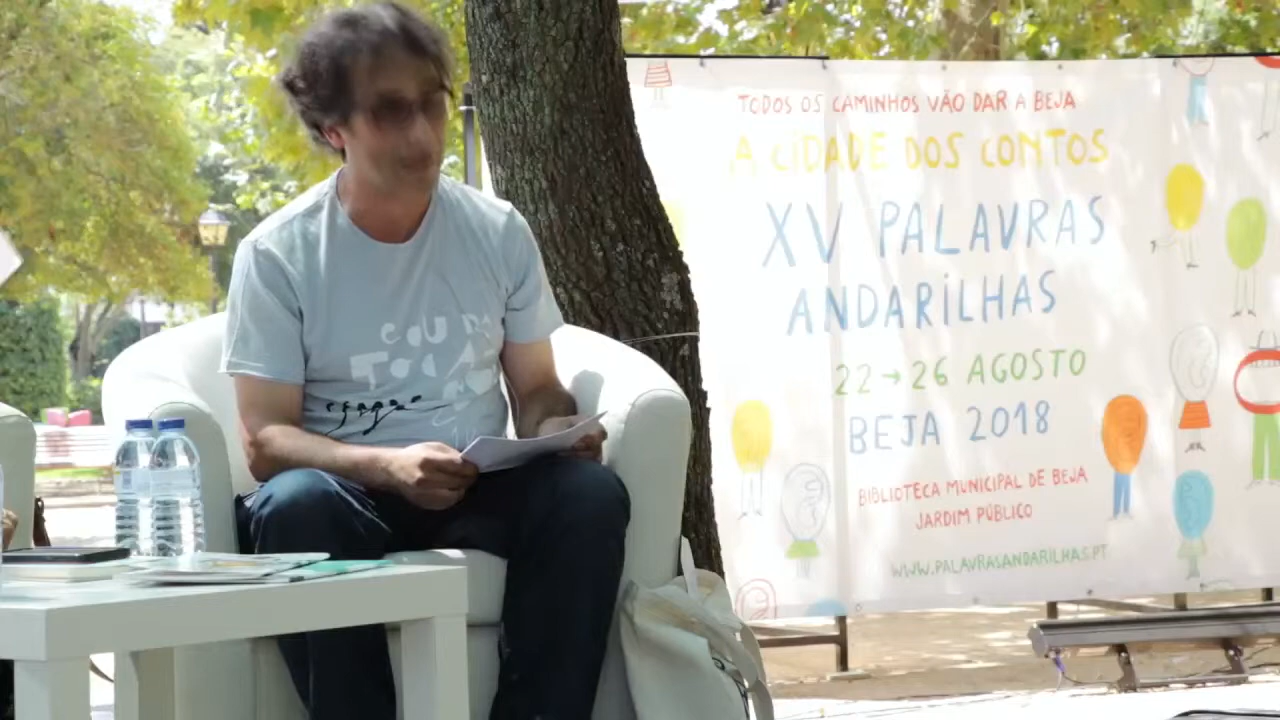 TODOS OS CAMINHOS VÃO DAR A BEJA
A CIDADE DOS CONTOS
XV PALAVRAS
ANDARILHAS
22→26 AGOSTO
BEJA 2018
BIBLIOTECA MUNICIPAL DE BEJA
JARDIM PÚBLICO
WWW.PALAVRASANDARILHAS.PT